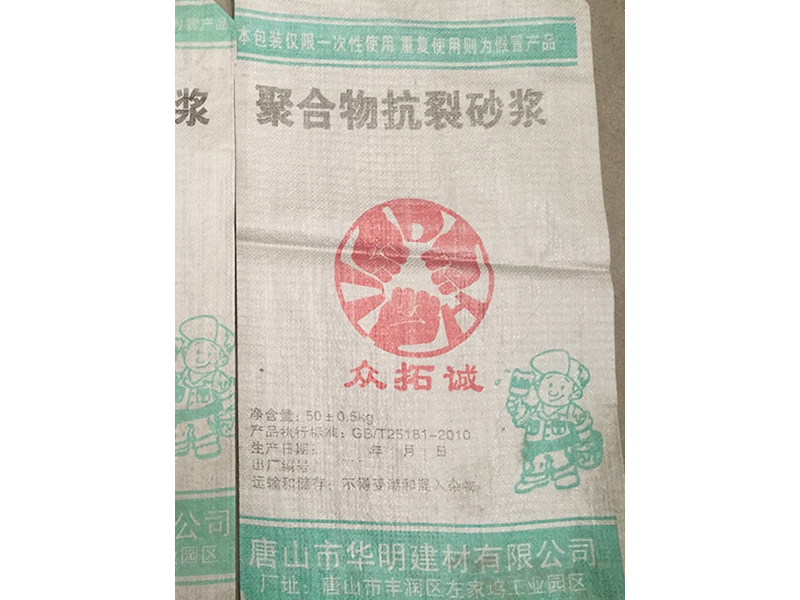 本包装仅限一次性使用 重复使用则为假冒产品
聚合物抗裂砂浆
众拓诚
净含量：50±0.5kg
产品执行标准：GB/T25181-2010
生产日期： 年 月 日
出厂编号：
运输和储存：不得受潮和混入杂物
唐山市华明建材有限公司
厂址：唐山市丰润区左家坞工业园区
冒产品
浆
公司
园区